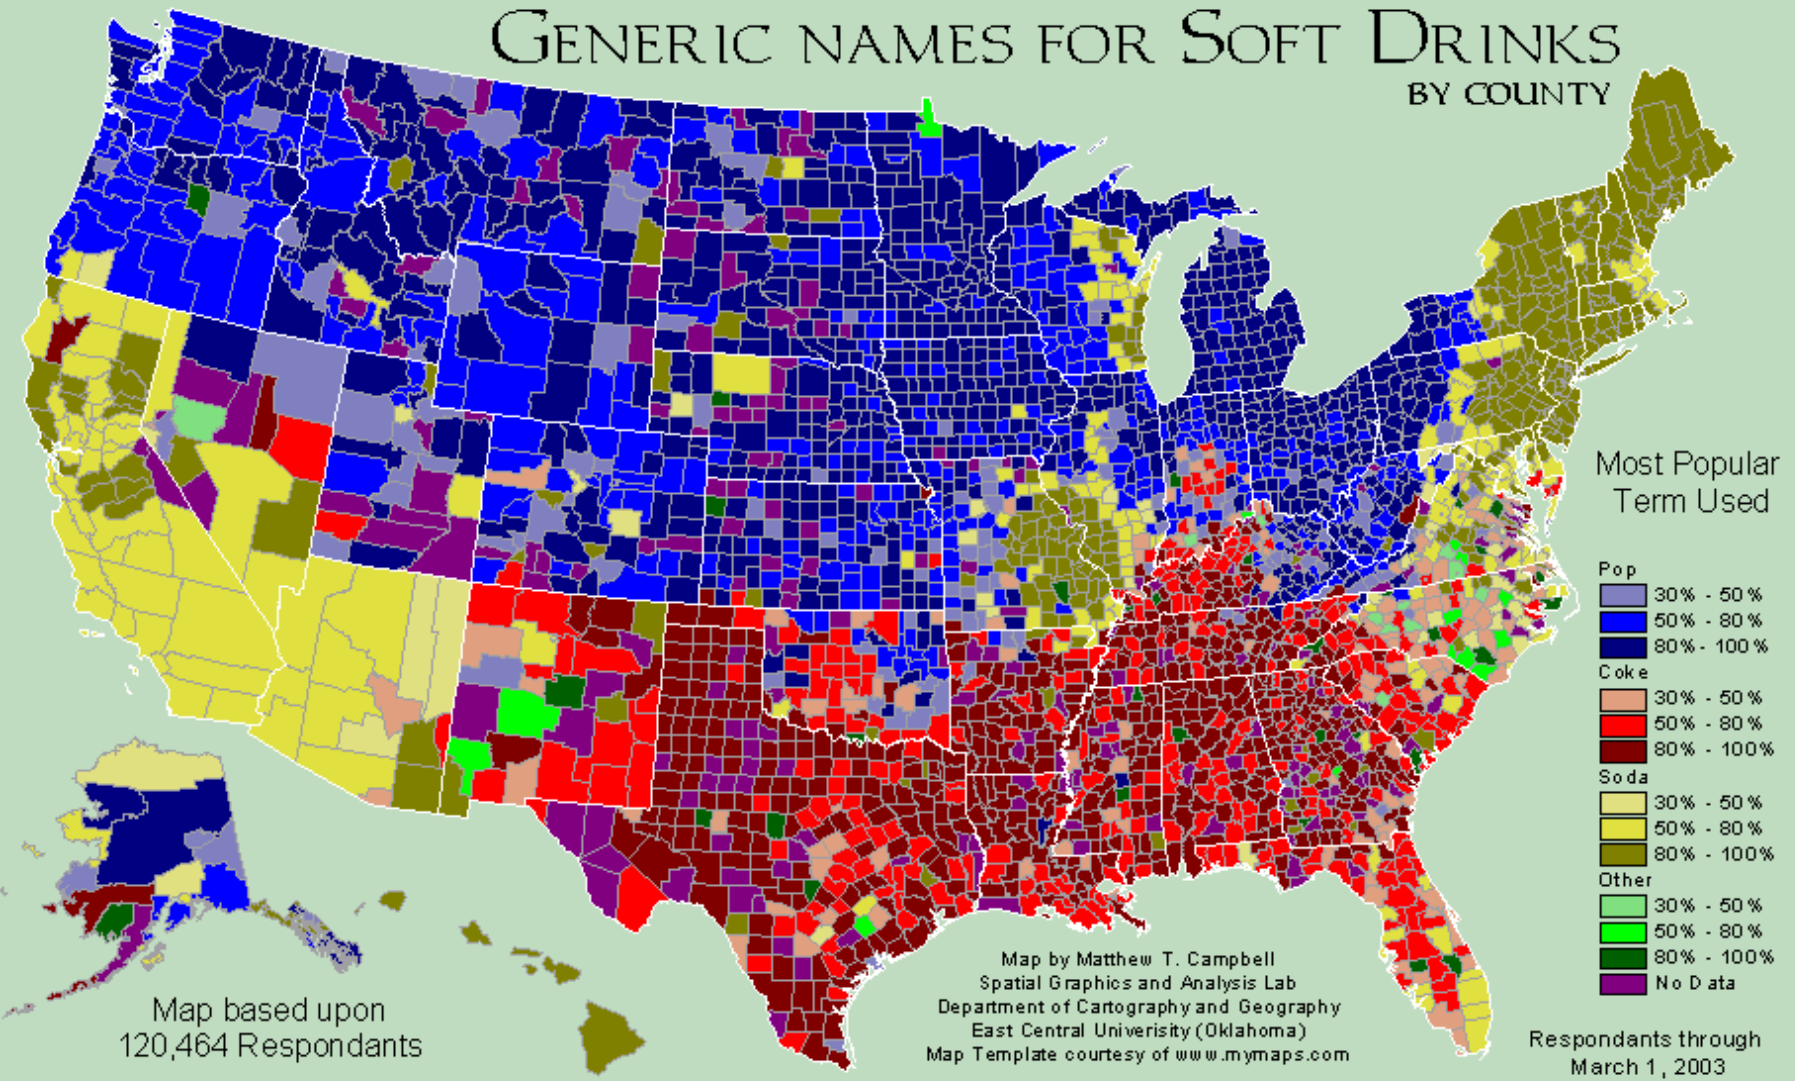 GENERIC NAMES FOR SOFT DRINKS
BY COUNTY
Most Popular
Term Used
Pop
30% - 50%
50% - 80%
80% - 100%
Coke
30% - 50%
50% - 80%
80% - 100%
Soda
30% - 50%
50% - 80%
80% - 100%
Other
30% - 50%
50% - 80%
80% - 100%
No Data
Map by Matthew T. Campbell
Spatial Graphics and Analysis Lab
Department of Cartography and Geography
East Central Univerisity (Oklahoma)
Map Template courtesy of www.mymaps.com
Map based upon
120,464 Respondants
Respondants through
March 1, 2003